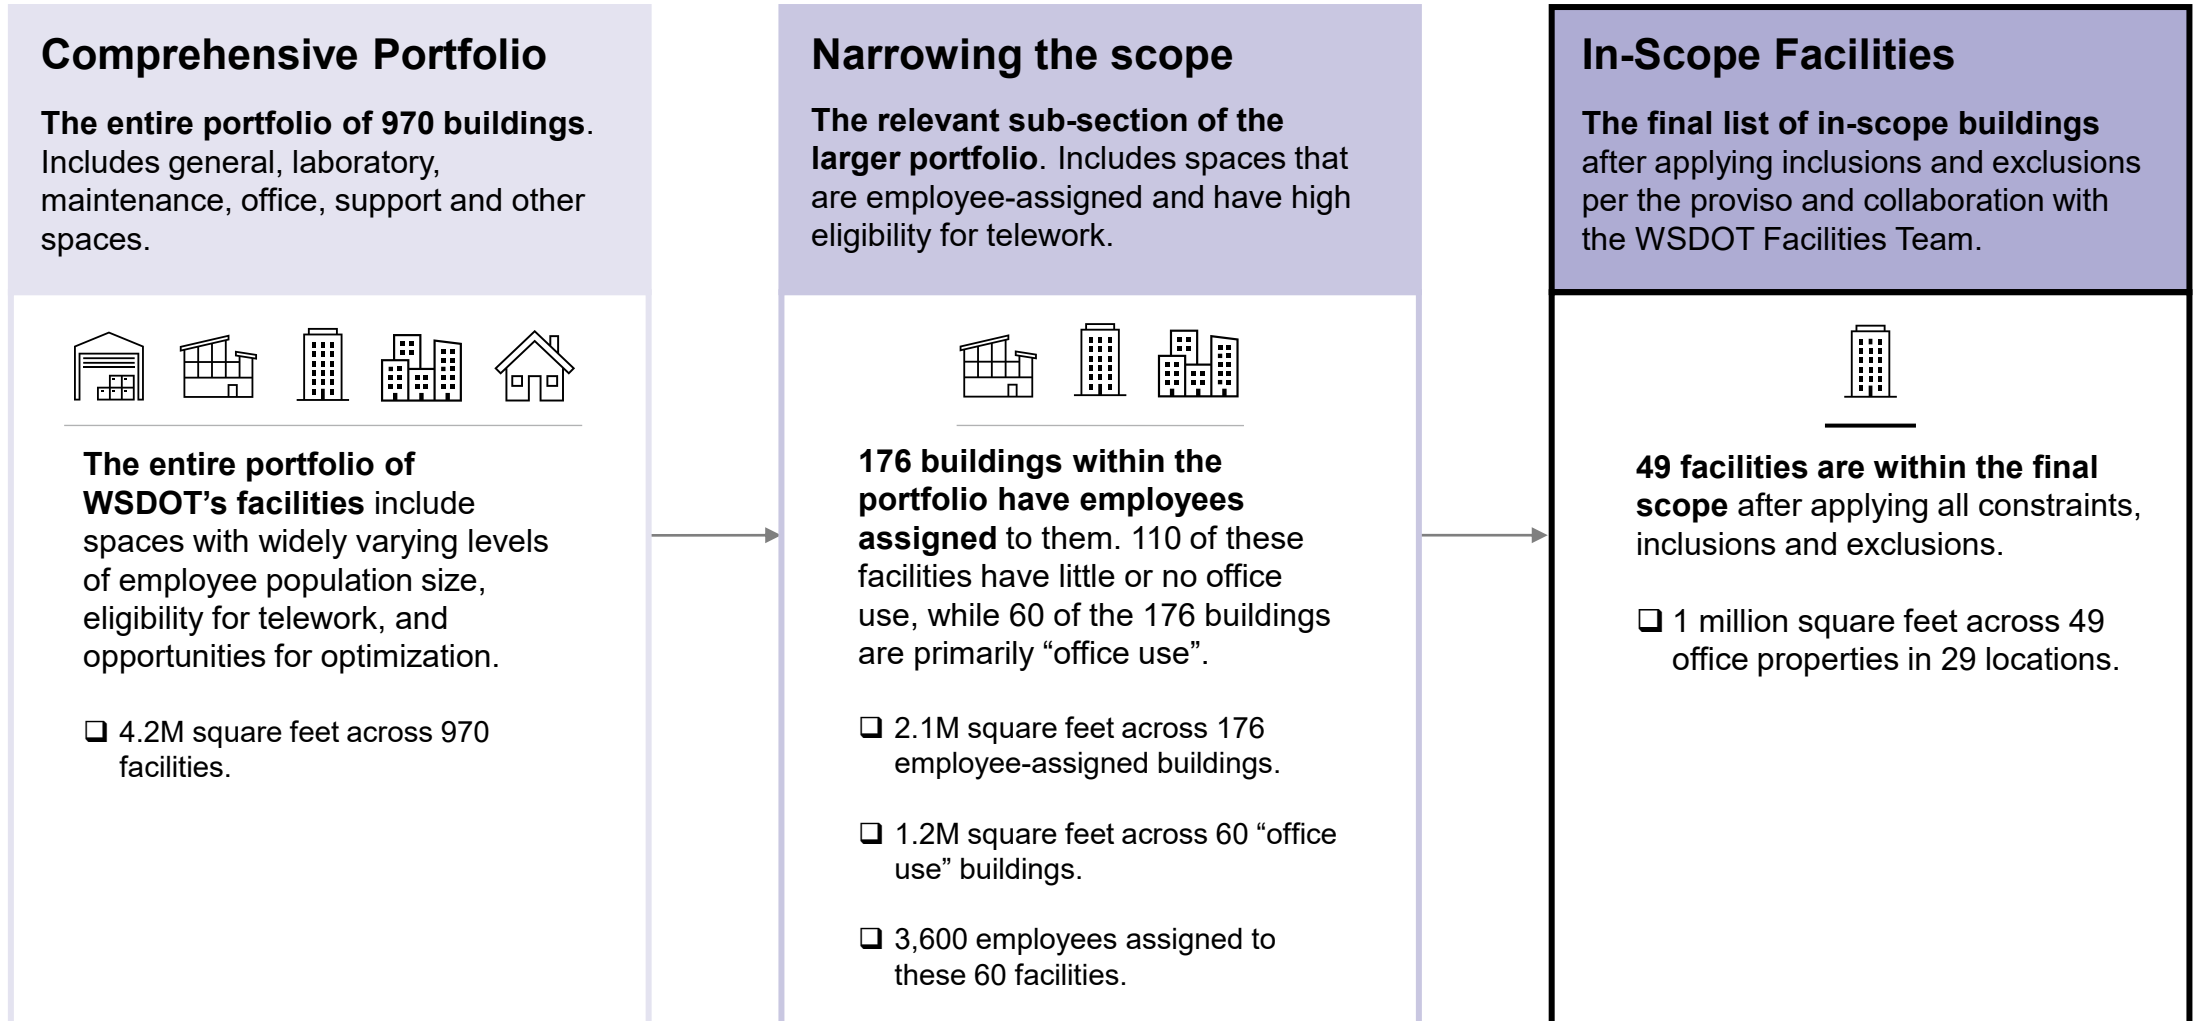 Comprehensive Portfolio
The entire portfolio of 970 buildings.
Includes general, laboratory,
maintenance, office, support and other
spaces.
The entire portfolio of
WSDOT’s facilities include
spaces with widely varying levels
of employee population size,
eligibility for telework, and
opportunities for optimization.
❑ 4.2M square feet across 970
facilities.
Narrowing the scope
The relevant sub-section of the
larger portfolio. Includes spaces that
are employee-assigned and have high
eligibility for telework.
176 buildings within the
portfolio have employees
assigned to them. 110 of these
facilities have little or no office
use, while 60 of the 176 buildings
are primarily “office use”.
❑ 2.1M square feet across 176
employee-assigned buildings.
❑ 1.2M square feet across 60 “office
use” buildings.
❑ 3,600 employees assigned to
these 60 facilities.
In-Scope Facilities
The final list of in-scope buildings
after applying inclusions and exclusions
per the proviso and collaboration with
the WSDOT Facilities Team.
49 facilities are within the final
scope after applying all constraints,
inclusions and exclusions.
❑ 1 million square feet across 49
office properties in 29 locations.